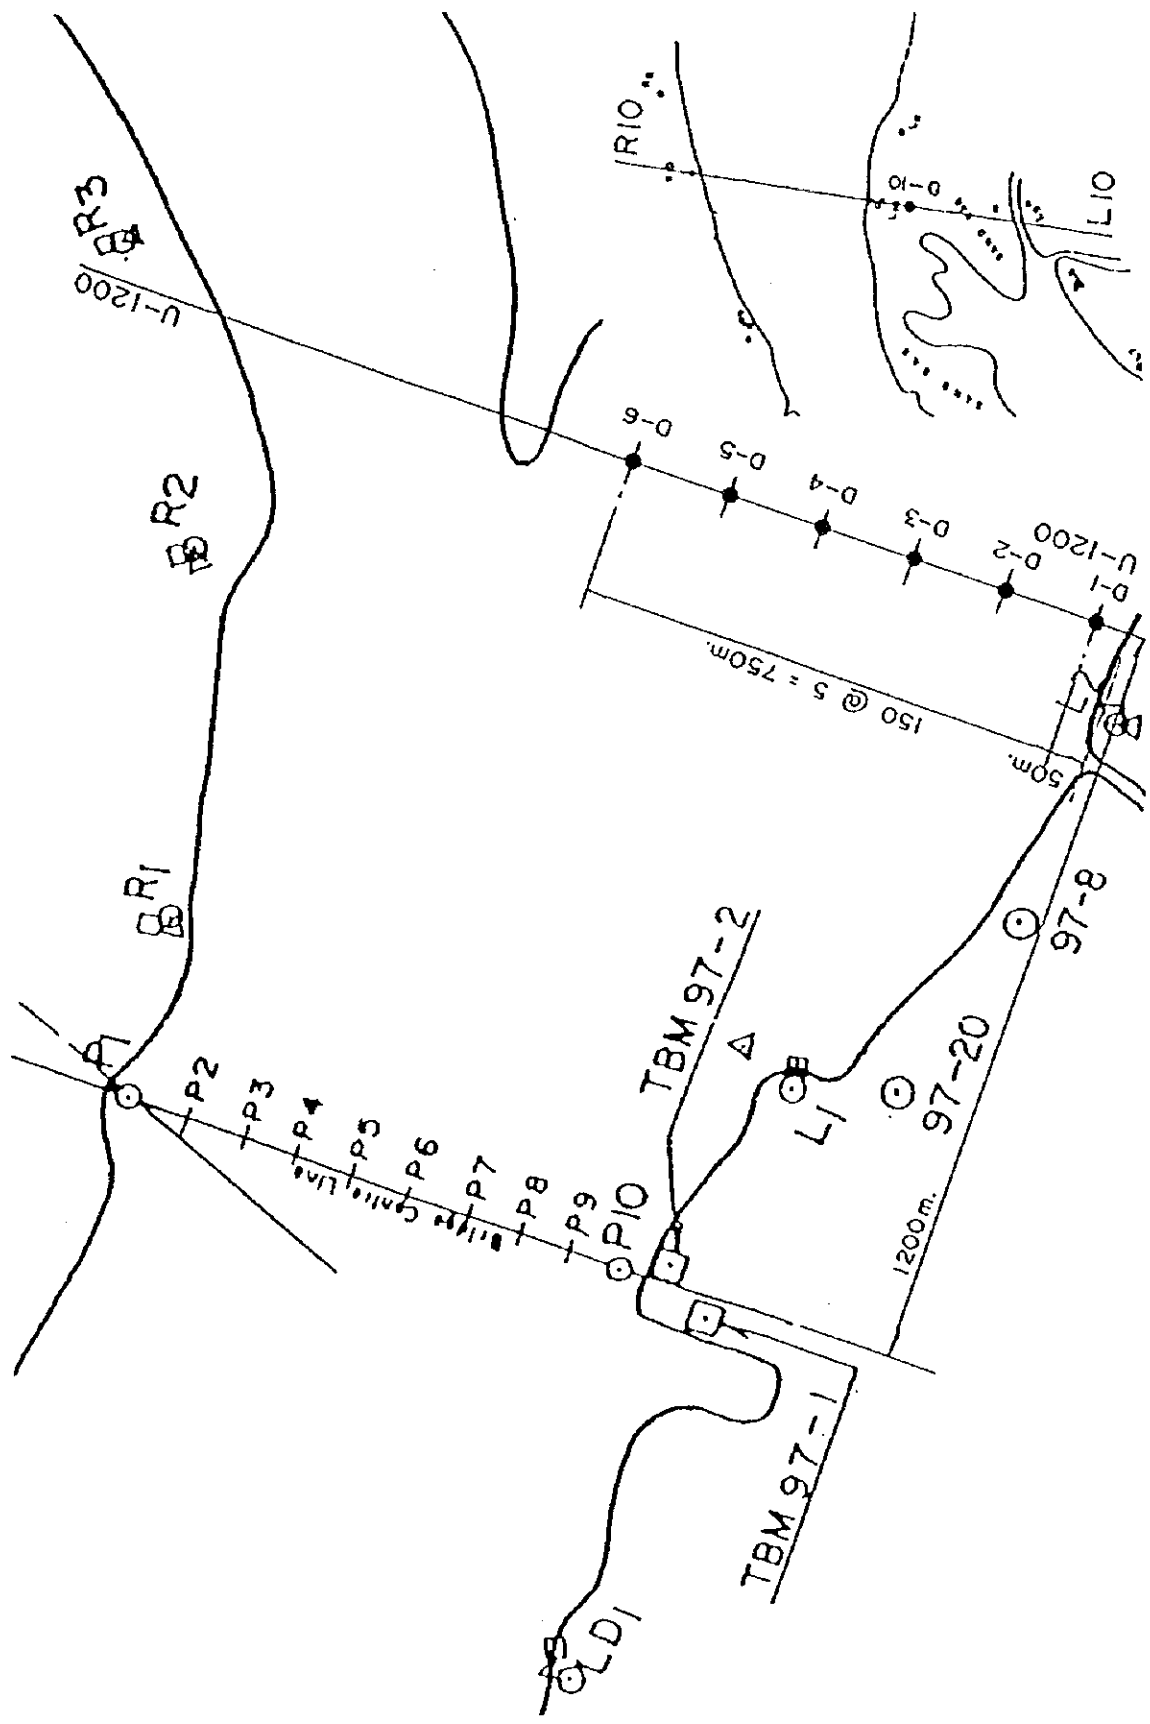 R3
U-1200
R2
R1
P1
P2
P3
P4
P5
P6
P7
P8
P9
P10
Bridge Centre Line
TBM 97-2
TBM 97-1
L1
LD1
97-20
97-8
1200m.
50m.
150 @ 5 = 750m.
L2
D-6
D-5
D-4
D-3
D-2
D-1
U-1200
R10
D-10
L10